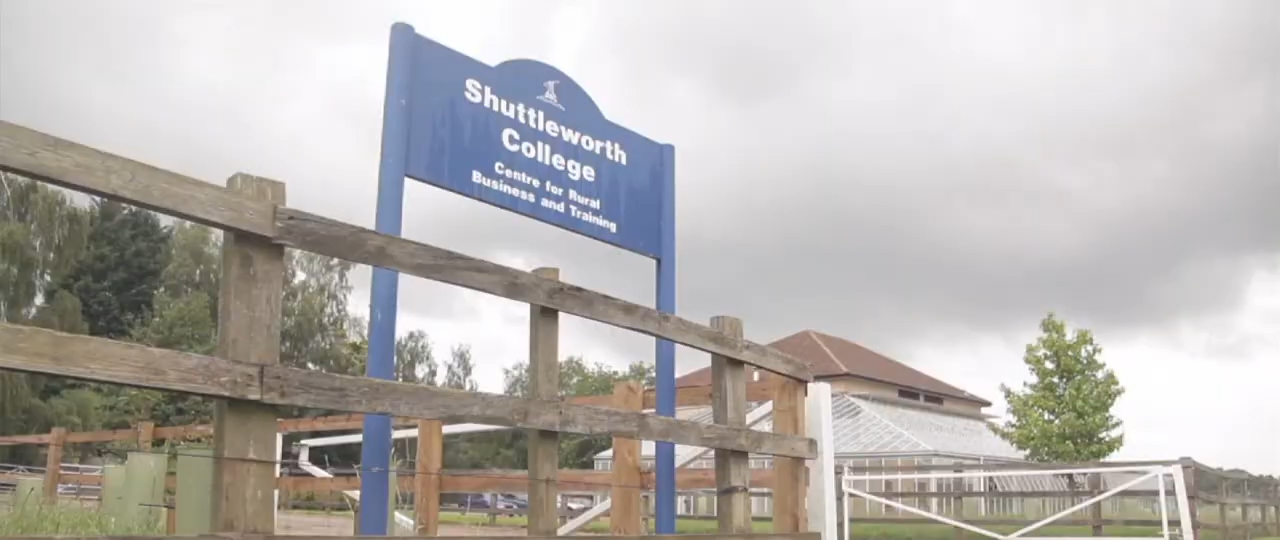 Shuttleworth
College
Centre for Rural
Business and Training